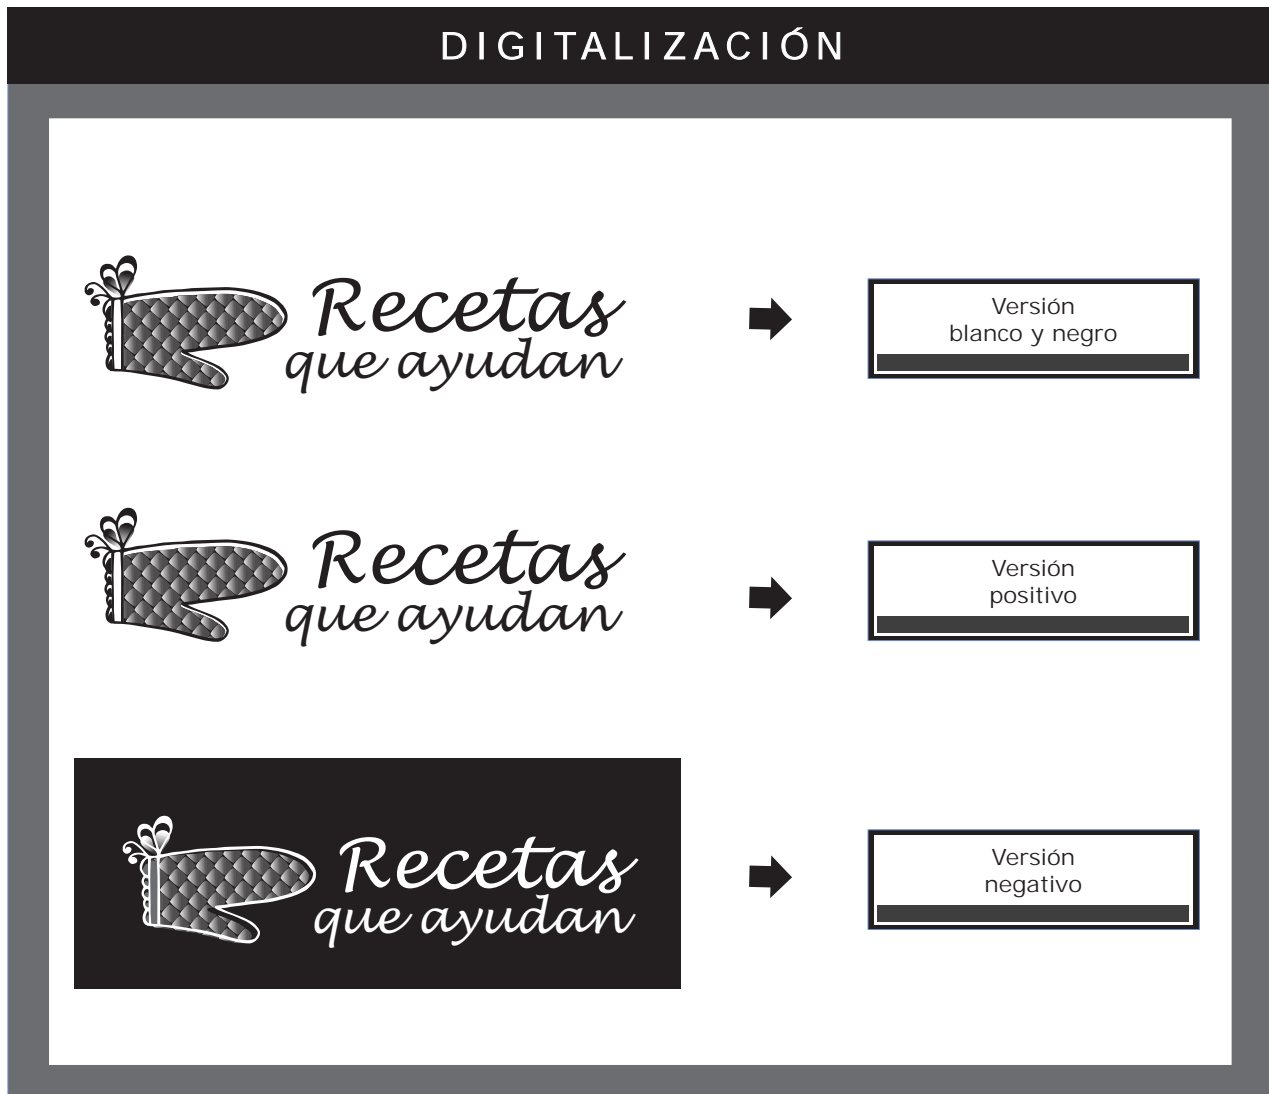 DIGITALIZACIÓN
Recetas
que ayudan
Versión
blanco y negro
Recetas
que ayudan
Versión
positivo
Recetas
que ayudan
Versión
negativo